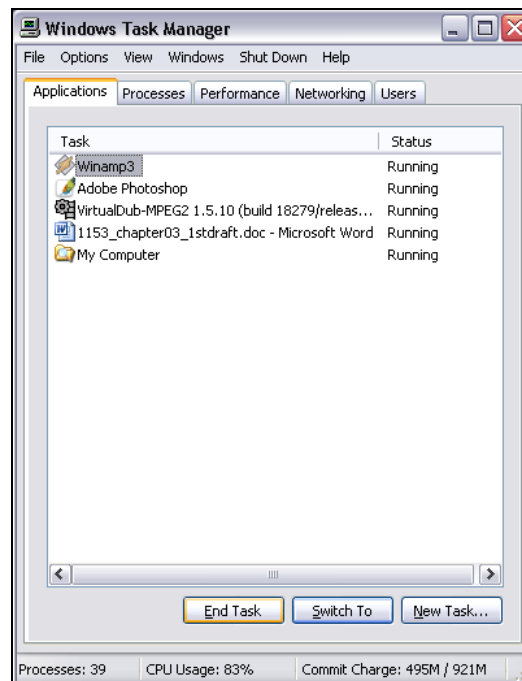 Windows Task Manager
File Options View Windows Shut Down Help
Applications Processes Performance Networking Users
Task Status
Winamp3 Running
Adobe Photoshop Running
VirtualDub-MPEG2 1.5.10 (build 18279/releas... Running
1153_chapter03_1stdraft.doc - Microsoft Word Running
My Computer Running
End Task Switch To New Task...
Processes: 39 CPU Usage: 83% Commit Charge: 495M / 921M